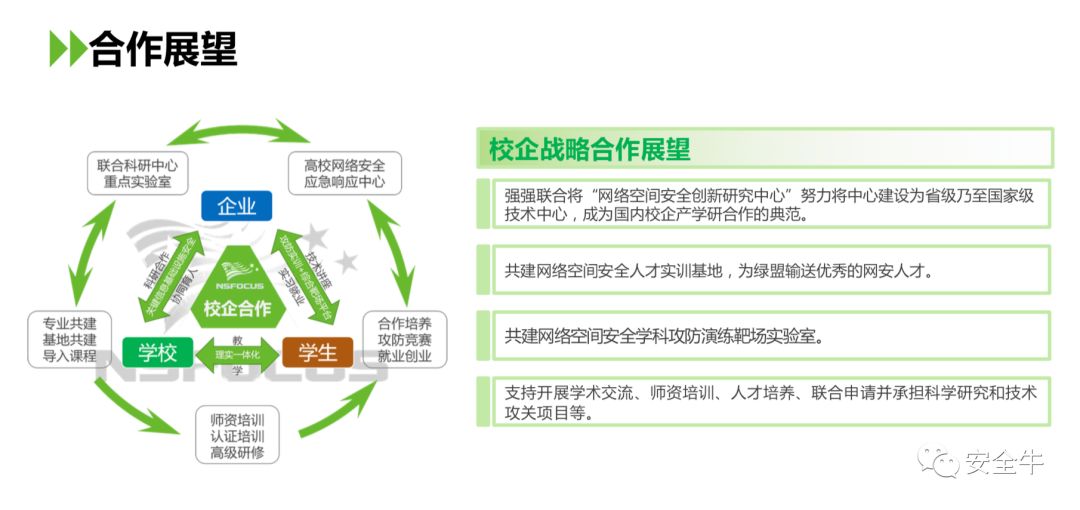 合作展望
联合科研中心
重点实验室
高校网络安全
应急响应中心
企业
科研合作
关键信息基础设施安全
协同育人
技术讲座
攻防实训+综合靶场平台
实习就业
NSFOCUS
校企合作
专业共建
基地共建
导入课程
合作培养
攻防竞赛
就业创业
学校
教
理实一体化
学
学生
NSFOCUS
师资培训
认证培训
高级研修
校企战略合作展望
强强联合将“网络空间安全创新研究中心”努力将中心建设为省级乃至国家级
技术中心，成为国内校企产学研合作的典范。
共建网络空间安全人才实训基地，为绿盟输送优秀的网安人才。
共建网络空间安全学科攻防演练靶场实验室。
支持开展学术交流、师资培训、人才培养、联合申请并承担科学研究和技术
攻关项目等。
安全牛